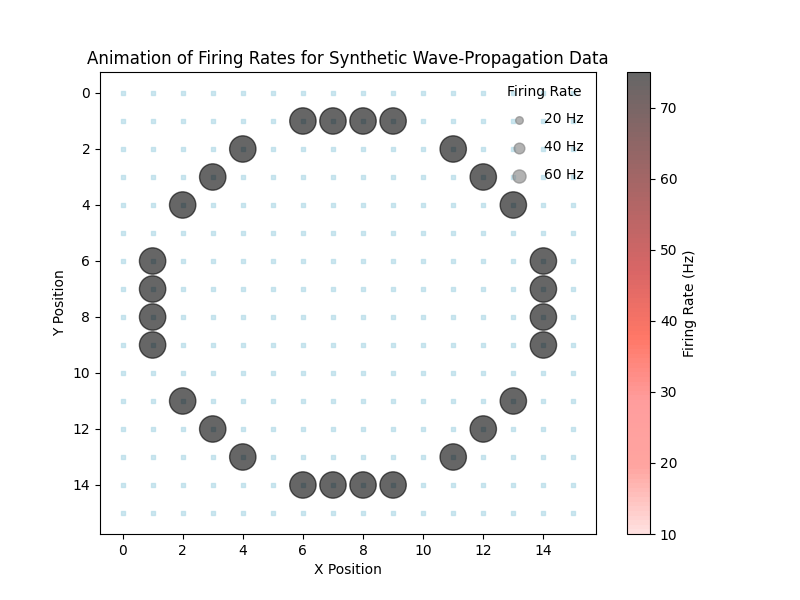 Animation of Firing Rates for Synthetic Wave-Propagation Data
Firing Rate
20 Hz
40 Hz
60 Hz
0
2
4
6
8
10
12
14
Y Position
0 2 4 6 8 10 12 14
X Position
70
60
50
40
30
20
10
Firing Rate (Hz)